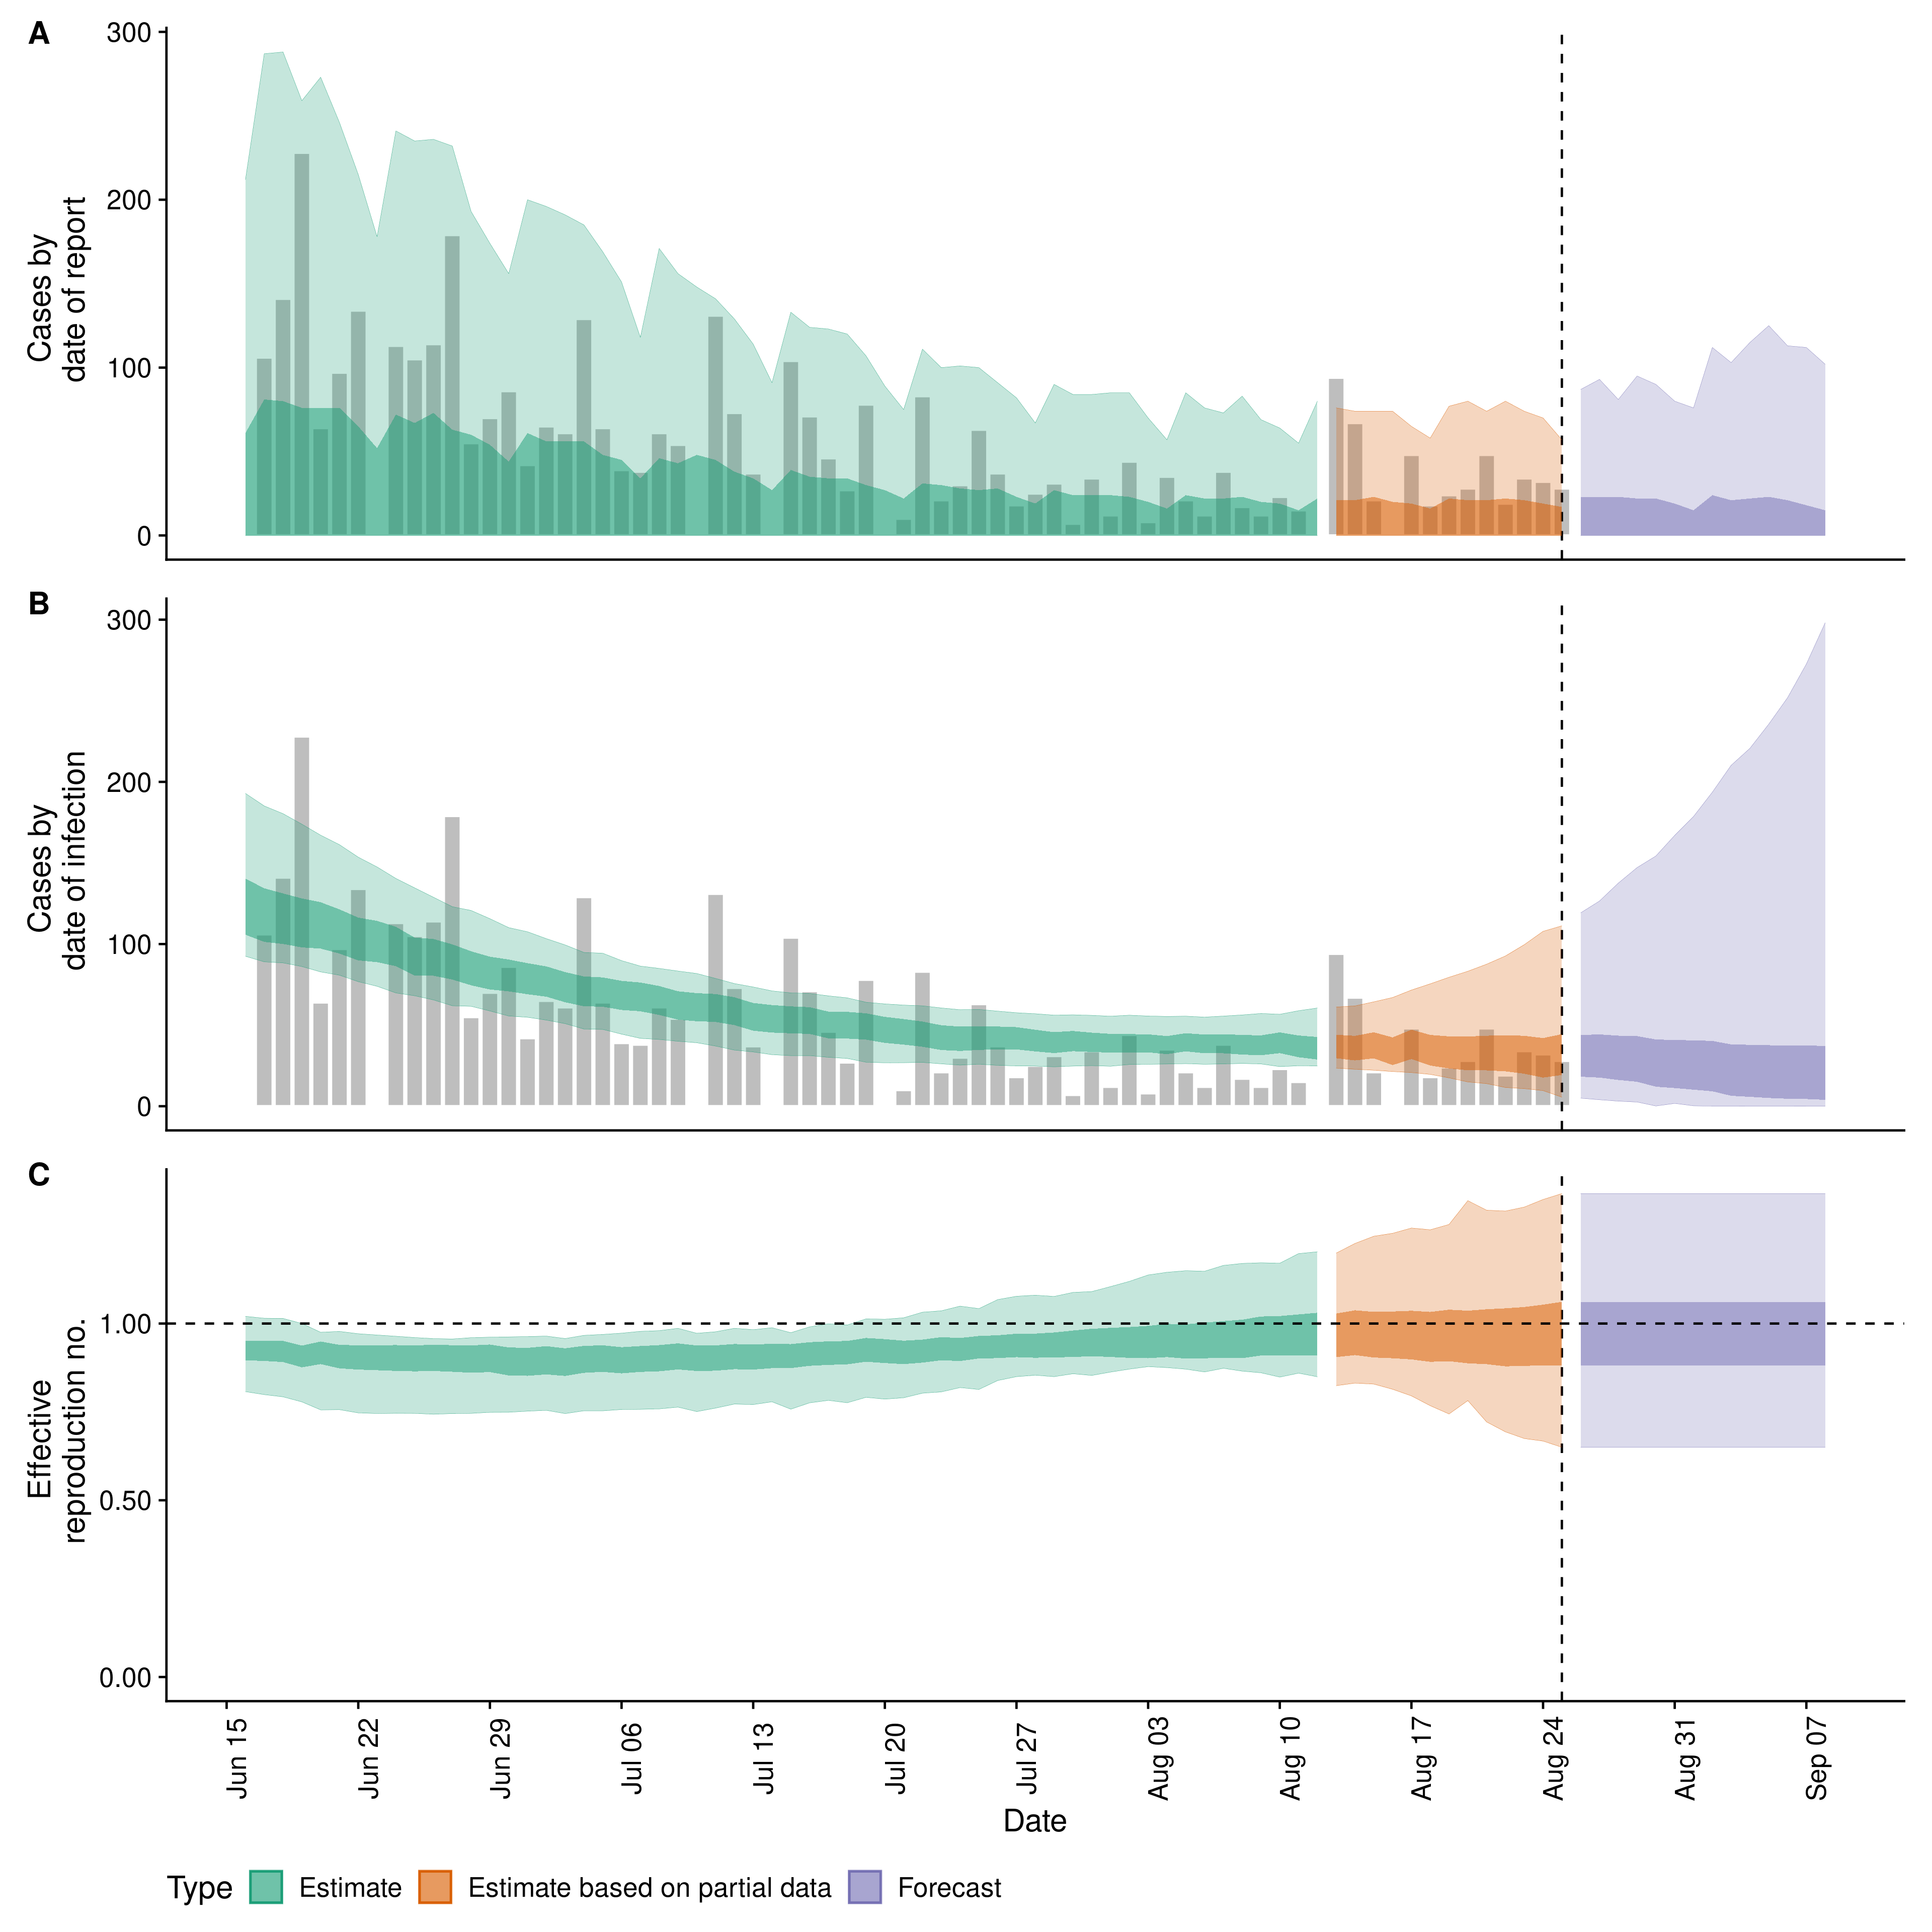 A
300
200
100
0
Cases by
date of report
B
300
200
100
0
Cases by
date of infection
C
1.00
0.50
0.00
Effective
reproduction no.
Jun 15
Jun 22
Jun 29
Jul 06
Jul 13
Jul 20
Jul 27
Aug 03
Aug 10
Aug 17
Aug 24
Aug 31
Sep 07
Date
Type Estimate Estimate based on partial data Forecast